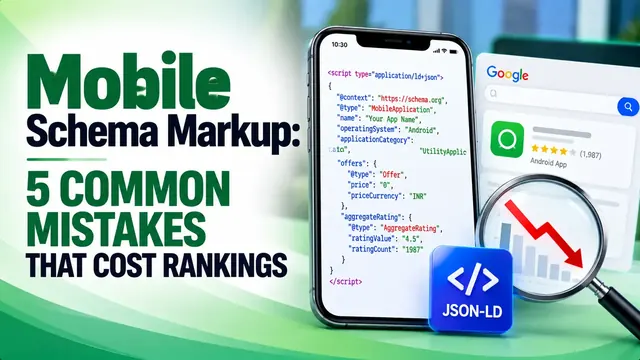 Mobile
Schema Markup:
5 COMMON
MISTAKES
THAT COST RANKINGS
10:30
<script type="application/ld+json">
{
"@context": "https://schema.org",
"@type": "MobileApplication",
"name": "Your App Name",
"operatingSystem": "Android",
"applicationCategory":
"UtilityApplic
"offers": {
"@type": "Offer",
"price": "0",
"priceCurrency": "INR"
},
"aggregateRating": {
"@type": "AggregateRating",
"ratingValue": "4.5",
"ratingCount": "1987"
}
}
</script>
Google
(1,987)
Android App
</>
JSON-LD